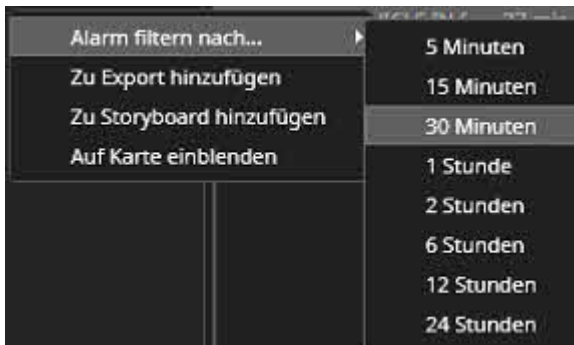 Alarm filtern nach...
Zu Export hinzufügen
Zu Storyboard hinzufügen
Auf Karte einblenden
5 Minuten
15 Minuten
30 Minuten
1 Stunde
2 Stunden
6 Stunden
12 Stunden
24 Stunden